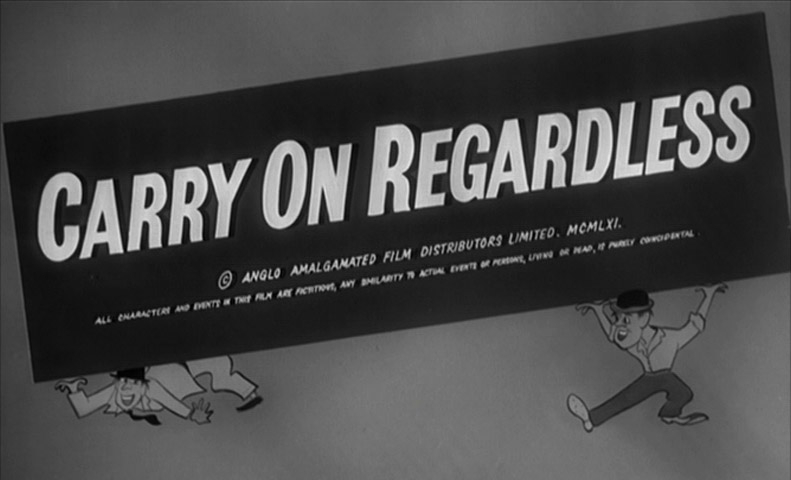 CARRY ON REGARDLESS
© ANGLO AMALGAMATED FILM DISTRIBUTORS LIMITED. MCMLXI.
ALL CHARACTERS AND EVENTS IN THIS FILM ARE FICTITIOUS, ANY SIMILARITY TO ACTUAL EVENTS OR PERSONS, LIVING OR DEAD, IS PURELY COINCIDENTAL.